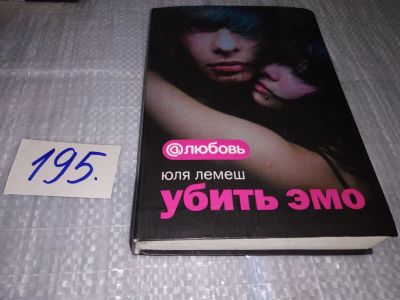 195.
@любовь
юля лемеш
убить эмо